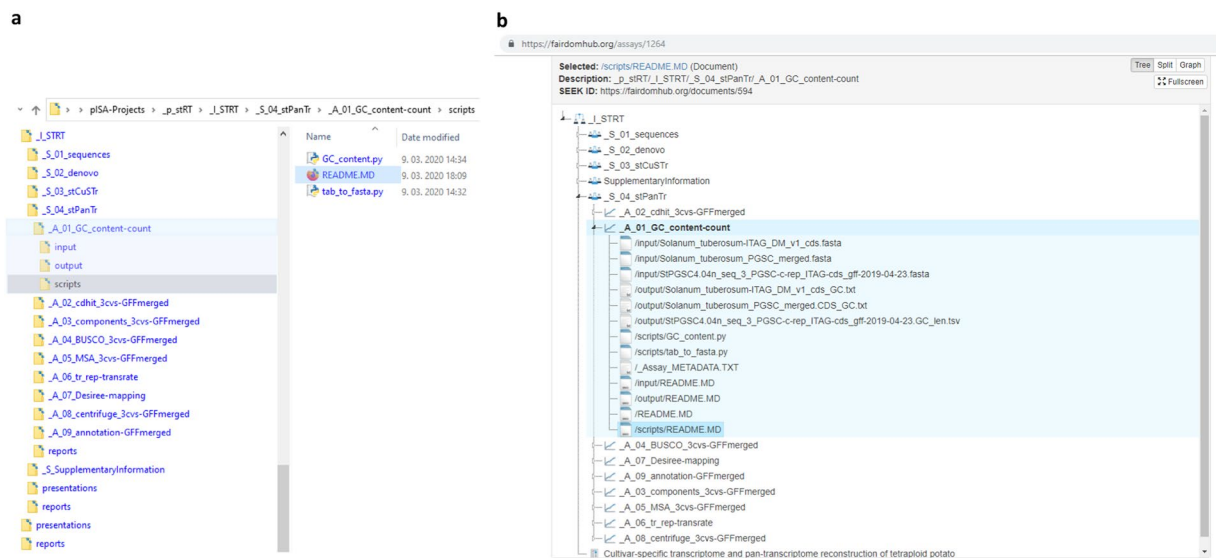 a
pISA-Projects > _p_stRT > _I_STRT > _S_04_stPanTr > _A_01_GC_content-count > scripts
_I_STRT
_S_01_sequences
_S_02_denovo
_S_03_stCuSTr
_S_04_stPanTr
_A_01_GC_content-count
input
output
scripts
_A_02_cdhit_3cvs-GFFmerged
_A_03_components_3cvs-GFFmerged
_A_04_BUSCO_3cvs-GFFmerged
_A_05_MSA_3cvs-GFFmerged
_A_06_tr_rep-transrate
_A_07_Desiree-mapping
_A_08_centrifuge_3cvs-GFFmerged
_A_09_annotation-GFFmerged
reports
_S_SupplementaryInformation
presentations
reports
presentations
reports
Name Date modified
GC_content.py 9. 03. 2020 14:34
README.MD 9. 03. 2020 18:09
tab_to_fasta.py 9. 03. 2020 14:32
b
https://fairdomhub.org/assays/1264
Selected: /scripts/README.MD (Document)
Description: _p_stRT/_I_STRT/_S_04_stPanTr/_A_01_GC_content-count
SEEK ID: https://fairdomhub.org/documents/594
Tree Split Graph
Fullscreen
_I_STRT
_S_01_sequences
_S_02_denovo
_S_03_stCuSTr
SupplementaryInformation
_S_04_stPanTr
_A_02_cdhit_3cvs-GFFmerged
_A_01_GC_content-count
/input/Solanum_tuberosum-ITAG_DM_v1_cds.fasta
/input/Solanum_tuberosum_PGSC_merged.fasta
/input/StPGSC4.04n_seq_3_PGSC-c-rep_ITAG-cds_gff-2019-04-23.fasta
/output/Solanum_tuberosum-ITAG_DM_v1_cds_GC.txt
/output/Solanum_tuberosum_PGSC_merged.CDS_GC.txt
/output/StPGSC4.04n_seq_3_PGSC-c-rep_ITAG-cds_gff-2019-04-23.GC_len.tsv
/scripts/GC_content.py
/scripts/tab_to_fasta.py
/_Assay_METADATA.TXT
/input/README.MD
/output/README.MD
/README.MD
/scripts/README.MD
_A_04_BUSCO_3cvs-GFFmerged
_A_07_Desiree-mapping
_A_09_annotation-GFFmerged
_A_03_components_3cvs-GFFmerged
_A_05_MSA_3cvs-GFFmerged
_A_06_tr_rep-transrate
_A_08_centrifuge_3cvs-GFFmerged
Cultivar-specific transcriptome and pan-transcriptome reconstruction of tetraploid potato